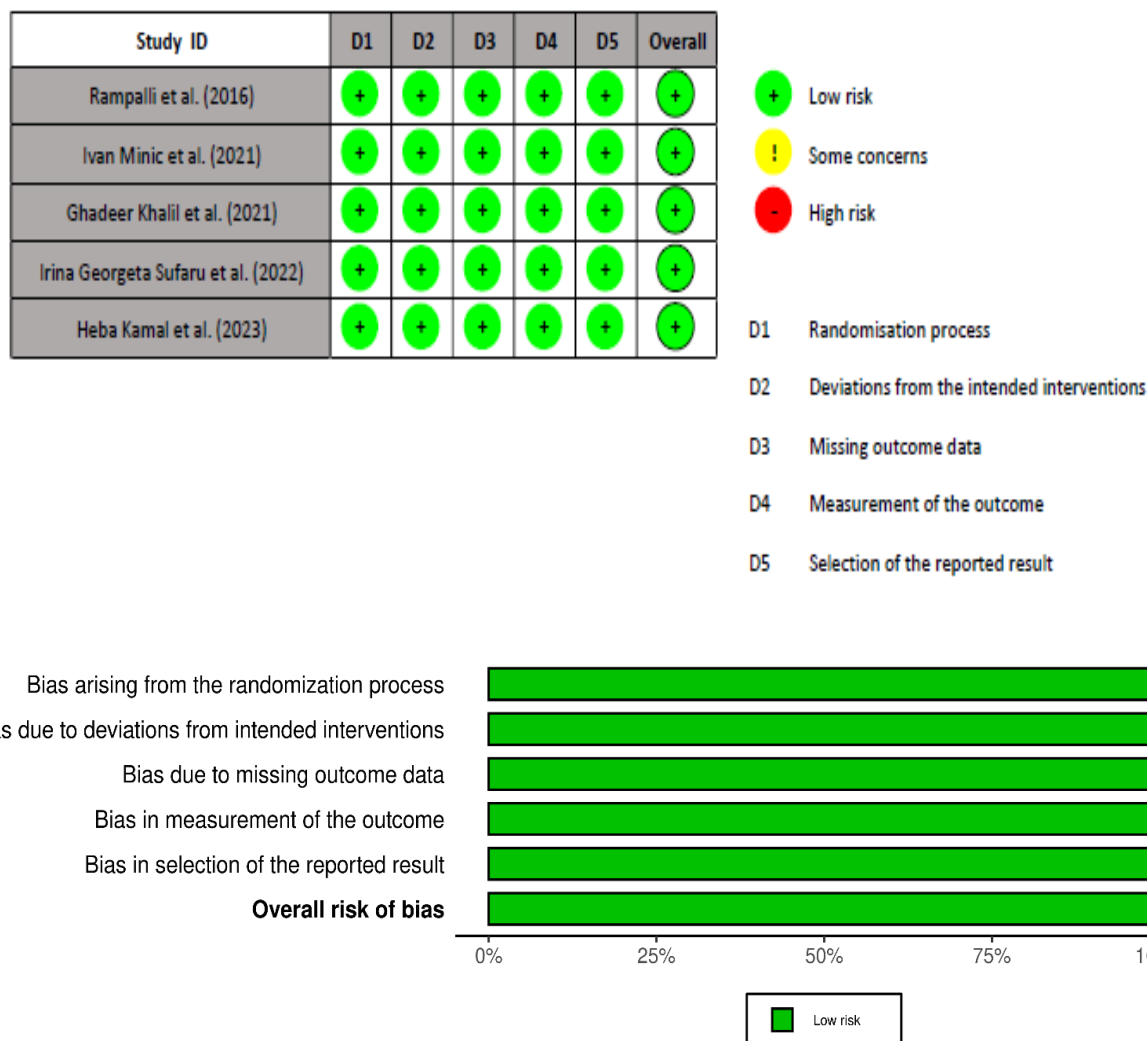 Study ID D1 D2 D3 D4 D5 Overall
Rampalli et al. (2016) + + + + + +
Ivan Minic et al. (2021) + + + + + +
Ghadeer Khalil et al. (2021) + + + + + +
Irina Georgeta Sufaru et al. (2022) + + + + + +
Heba Kamal et al. (2023) + + + + + +
+ Low risk
! Some concerns
- High risk
D1 Randomisation process
D2 Deviations from the intended interventions
D3 Missing outcome data
D4 Measurement of the outcome
D5 Selection of the reported result
Bias arising from the randomization process
due to deviations from intended interventions
Bias due to missing outcome data
Bias in measurement of the outcome
Bias in selection of the reported result
Overall risk of bias
0% 25% 50% 75%
Low risk